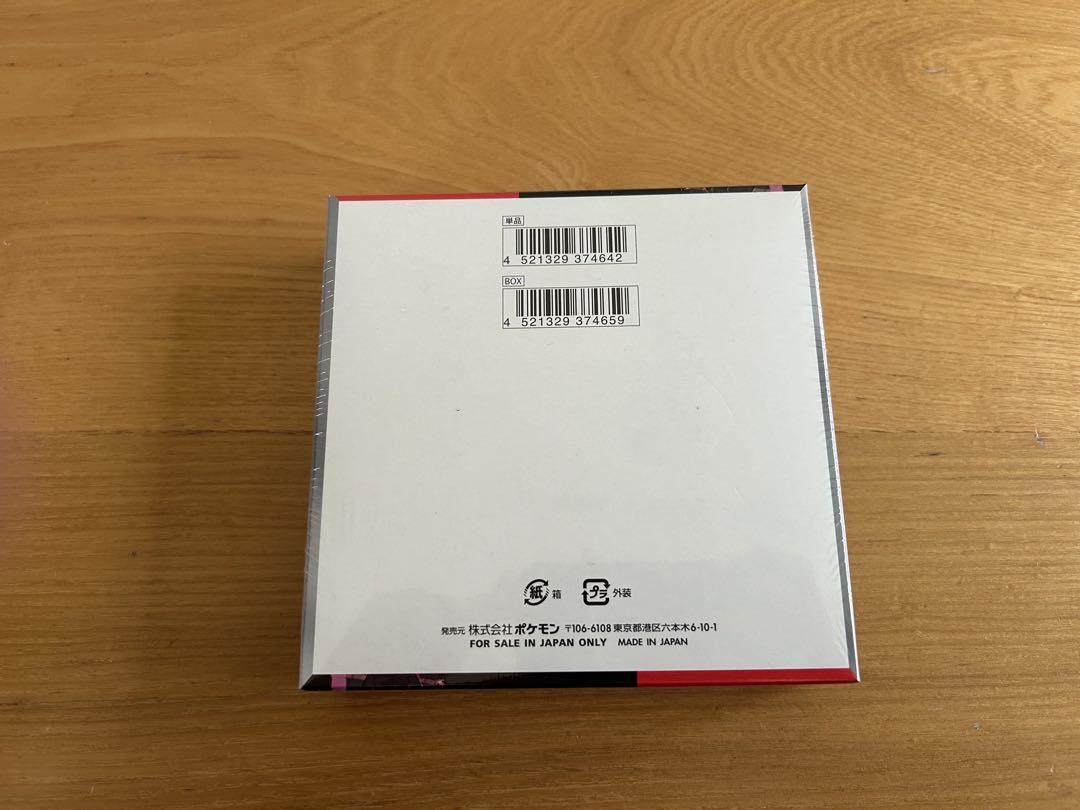 単品
4 521329 374642
BOX
4 521329 374659
紙 箱 プラ 外装
発売元 株式会社ポケモン 〒106-6108 東京都港区六本木6-10-1
FOR SALE IN JAPAN ONLY MADE IN JAPAN